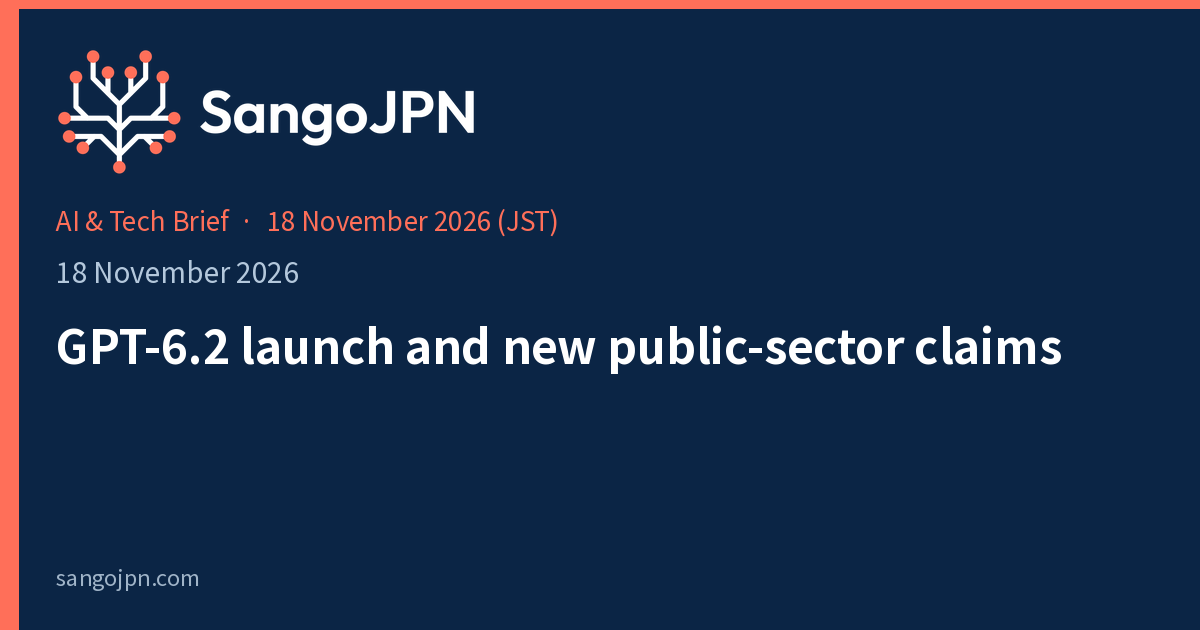 SangoJPN
AI & Tech Brief · 18 November 2026 (JST)
18 November 2026
GPT-6.2 launch and new public-sector claims
sangojpn.com